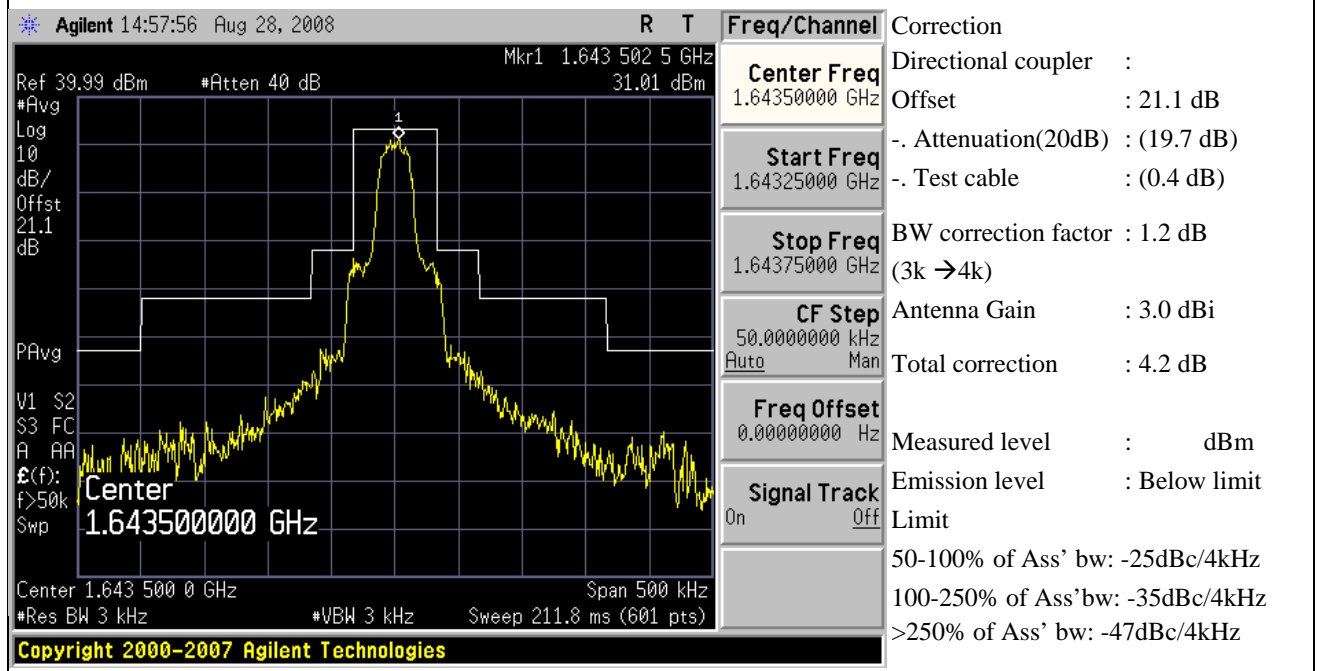 Agilent 14:57:56 Aug 28, 2008 R T
Mkr1 1.643 502 5 GHz
Ref 39.99 dBm #Atten 40 dB 31.01 dBm
#Avg
Log
10
dB/
Offst
21.1
dB
1
PAvg
V1 S2
S3 FC
A AA
£(f):
f>50k
Swp
Center
1.643500000 GHz
Center 1.643 500 0 GHz Span 500 kHz
#Res BW 3 kHz #VBW 3 kHz Sweep 211.8 ms (601 pts)
Copyright 2000-2007 Agilent Technologies
Freq/Channel
Center Freq
1.64350000 GHz
Start Freq
1.64325000 GHz
Stop Freq
1.64375000 GHz
CF Step
50.0000000 kHz
Auto Man
Freq Offset
0.00000000 Hz
Signal Track
On Off
Correction
Directional coupler :
Offset : 21.1 dB
-. Attenuation(20dB) : (19.7 dB)
-. Test cable : (0.4 dB)
BW correction factor : 1.2 dB
(3k →4k)
Antenna Gain : 3.0 dBi
Total correction : 4.2 dB
Measured level : dBm
Emission level : Below limit
Limit
50-100% of Ass' bw: -25dBc/4kHz
100-250% of Ass'bw: -35dBc/4kHz
>250% of Ass' bw: -47dBc/4kHz